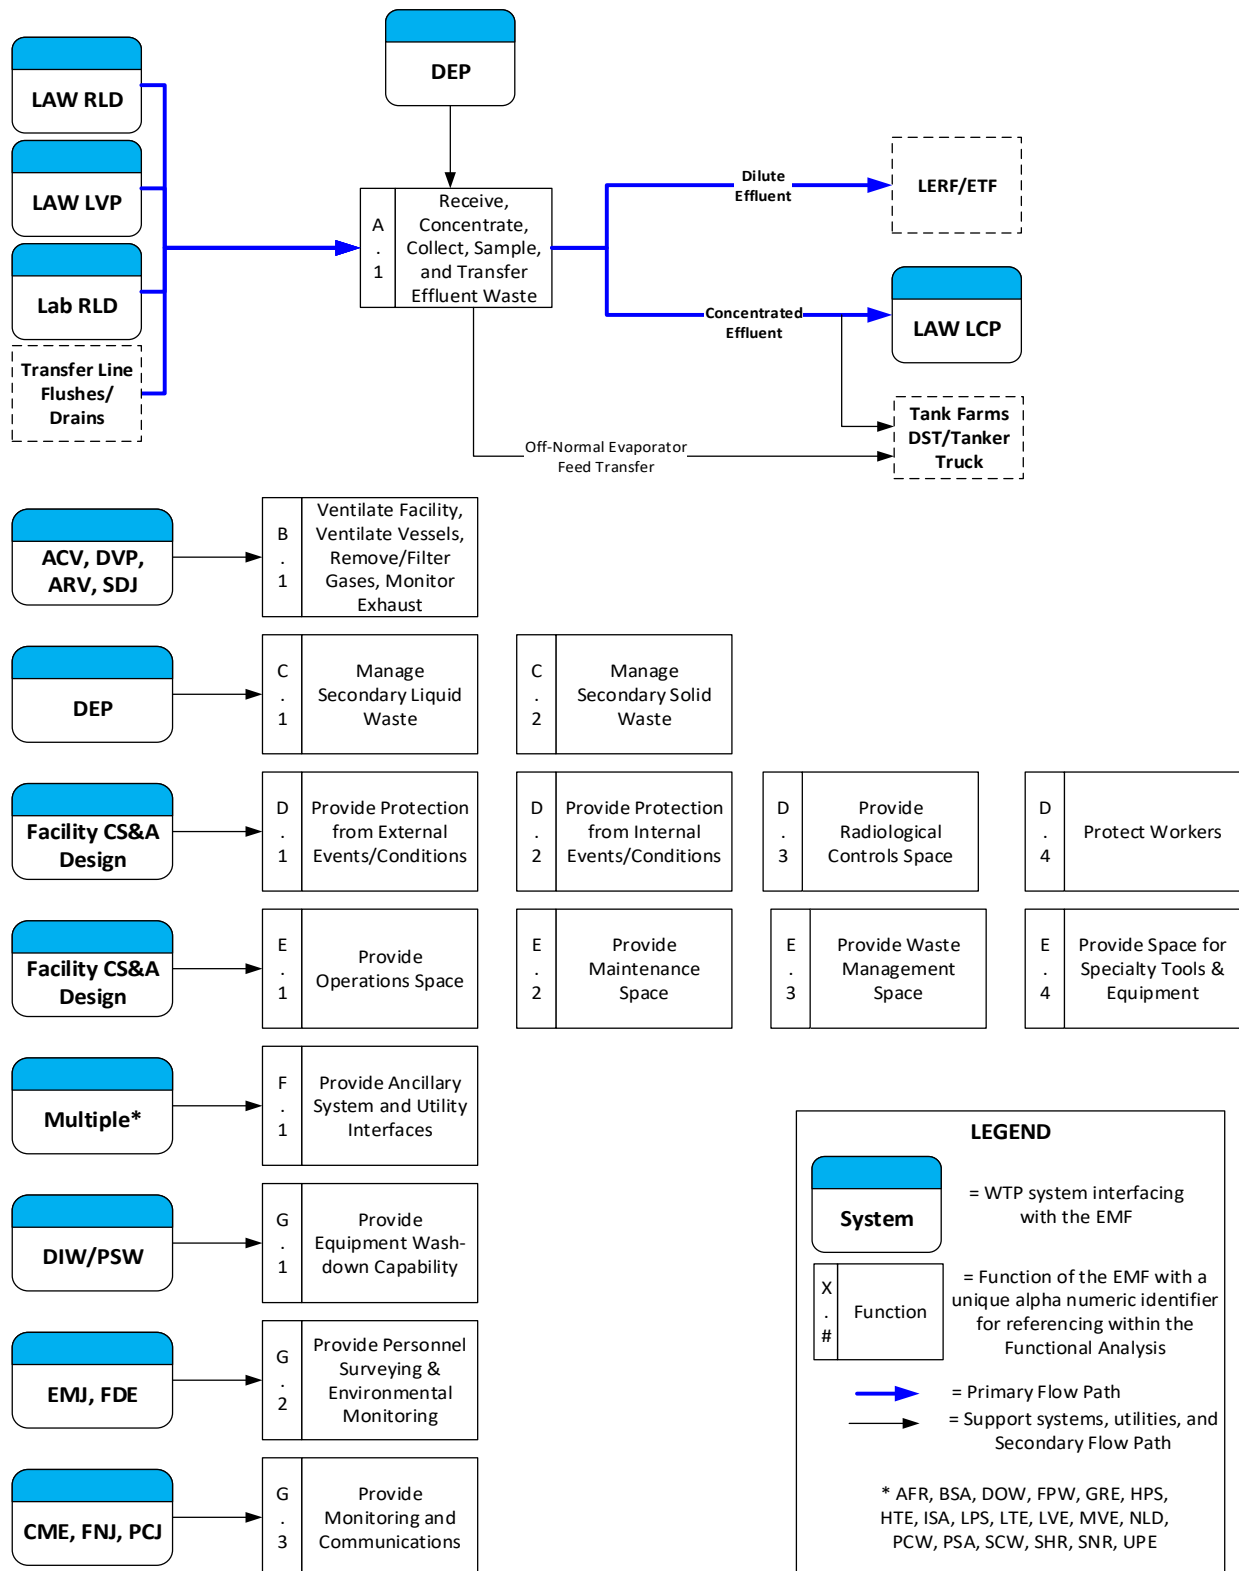 LAW RLD
LAW LVP
Lab RLD
Transfer Line
Flushes/
Drains
DEP
A
.
1
Receive,
Concentrate,
Collect, Sample,
and Transfer
Effluent Waste
Dilute
Effluent
LERF/ETF
Concentrated
Effluent
LAW LCP
Off-Normal Evaporator
Feed Transfer
Tank Farms
DST/Tanker
Truck
ACV, DVP,
ARV, SDJ
B
.
1
Ventilate Facility,
Ventilate Vessels,
Remove/Filter
Gases, Monitor
Exhaust
DEP
C
.
1
Manage
Secondary Liquid
Waste
C
.
2
Manage
Secondary Solid
Waste
Facility CS&A
Design
D
.
1
Provide Protection
from External
Events/Conditions
D
.
2
Provide Protection
from Internal
Events/Conditions
D
.
3
Provide
Radiological
Controls Space
D
.
4
Protect Workers
Facility CS&A
Design
E
.
1
Provide
Operations Space
E
.
2
Provide
Maintenance
Space
E
.
3
Provide Waste
Management
Space
E
.
4
Provide Space for
Specialty Tools &
Equipment
Multiple*
F
.
1
Provide Ancillary
System and Utility
Interfaces
DIW/PSW
G
.
1
Provide
Equipment Wash-
down Capability
EMJ, FDE
G
.
2
Provide Personnel
Surveying &
Environmental
Monitoring
CME, FNJ, PCJ
G
.
3
Provide
Monitoring and
Communications
LEGEND
System
= WTP system interfacing
with the EMF
X
.
#
Function
= Function of the EMF with a
unique alpha numeric identifier
for referencing within the
Functional Analysis
= Primary Flow Path
= Support systems, utilities, and
Secondary Flow Path
* AFR, BSA, DOW, FPW, GRE, HPS,
HTE, ISA, LPS, LTE, LVE, MVE, NLD,
PCW, PSA, SCW, SHR, SNR, UPE